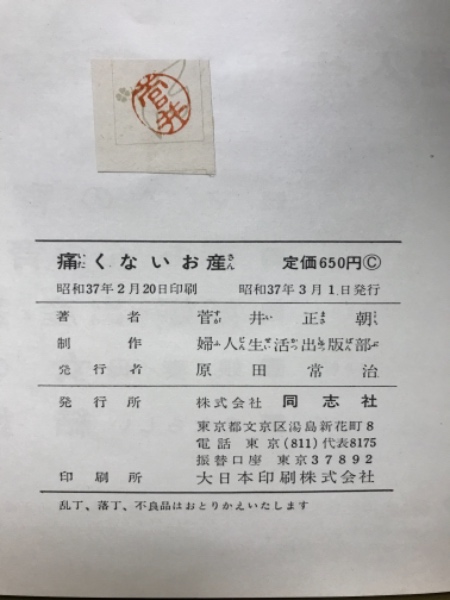 菅井
痛くないお産 定価650円©
昭和37年2月20日印刷 昭和37年3月1日発行
著者 菅井正朝
制作 婦人生活出版部
発行者 原田常治
発行所 株式会社 同志社
東京都文京区湯島新花町8
電話 東京(811)代表8175
振替口座 東京37892
印刷所 大日本印刷株式会社
乱丁、落丁、不良品はおとりかえいたします